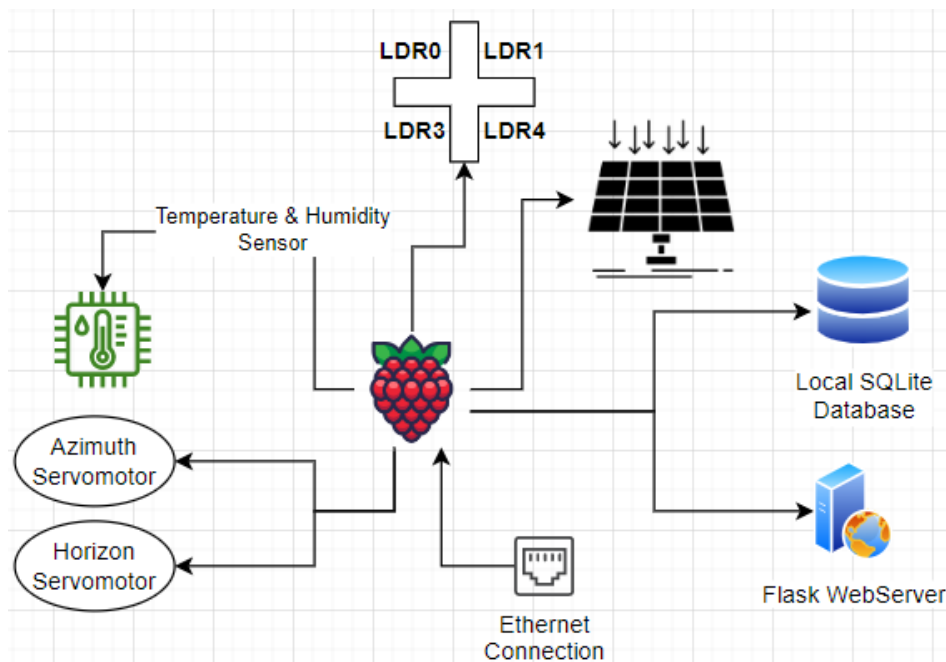 LDR0 LDR1
LDR3 LDR4
Temperature & Humidity
Sensor
Local SQLite
Database
Azimuth
Servomotor
Horizon
Servomotor
Flask WebServer
Ethernet
Connection